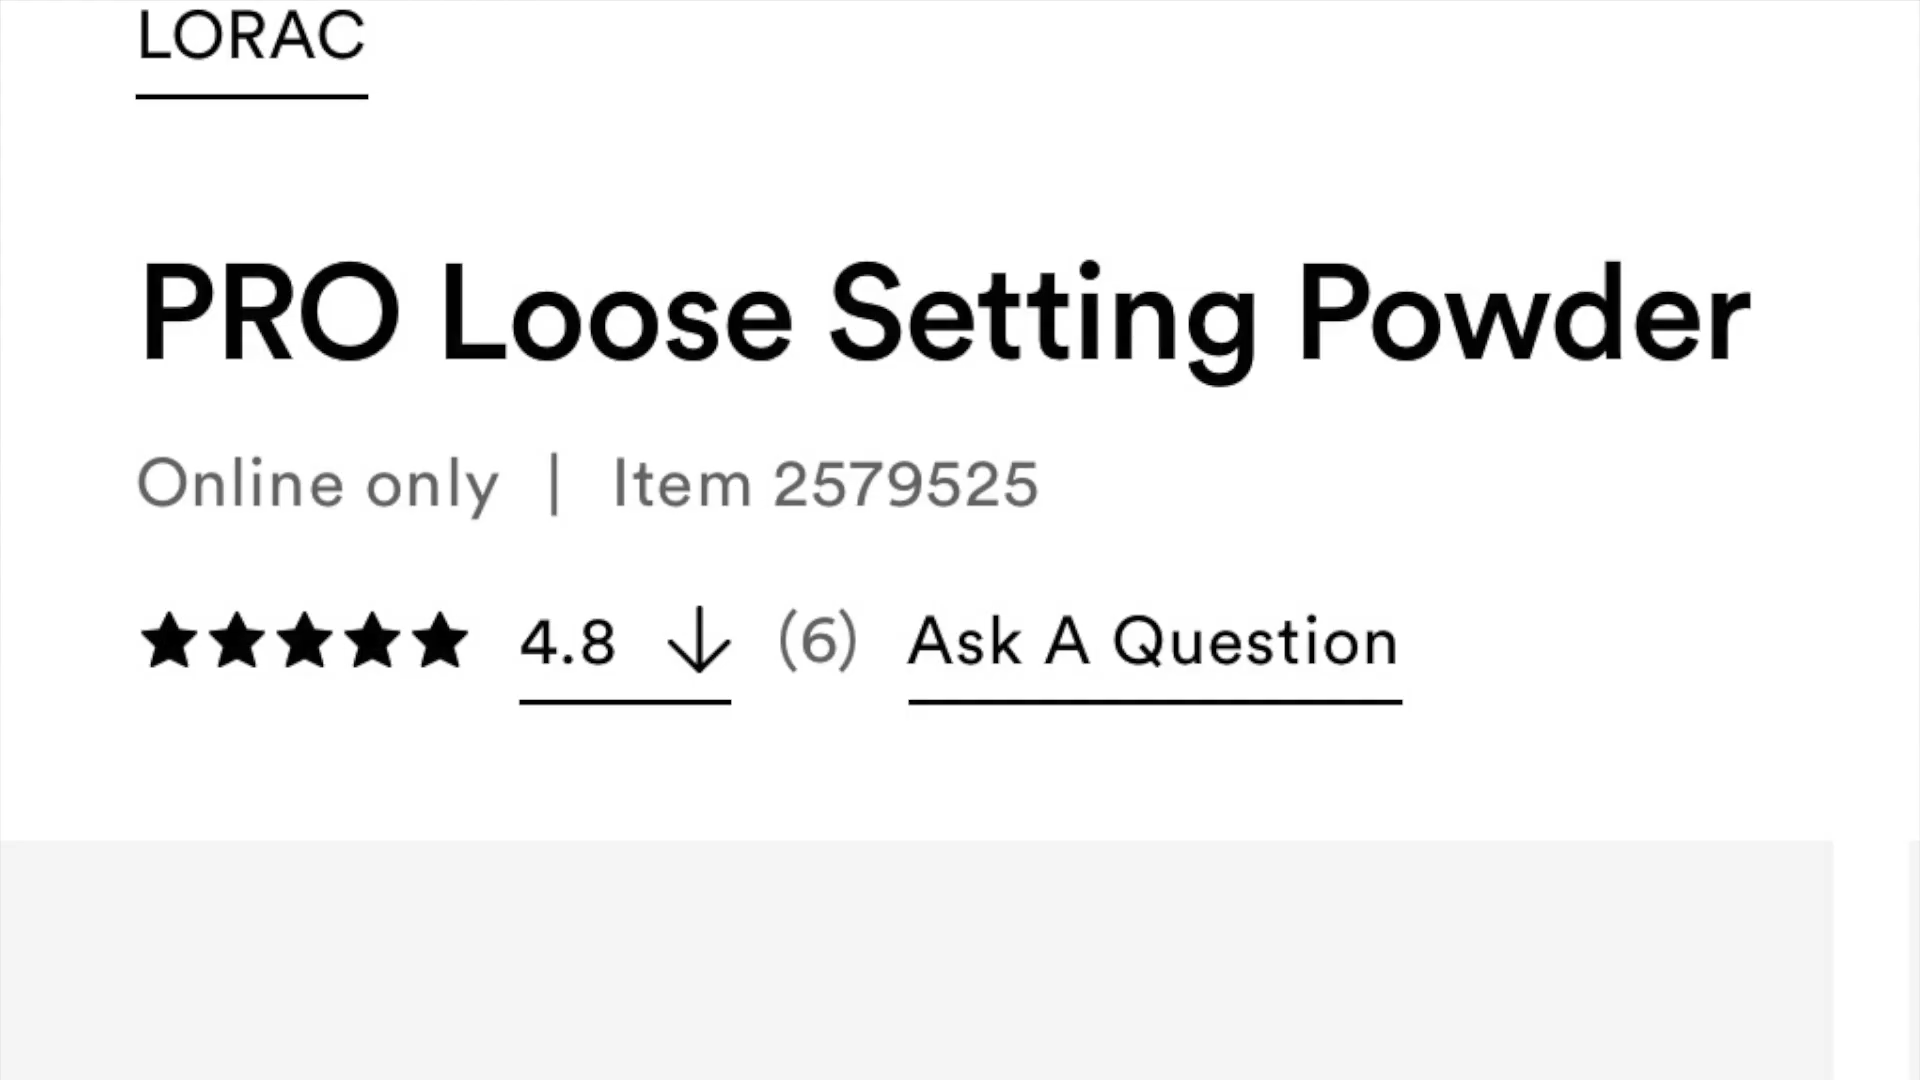 LORAC
PRO Loose Setting Powder
Online only | Item 2579525
4.8 (6) Ask A Question